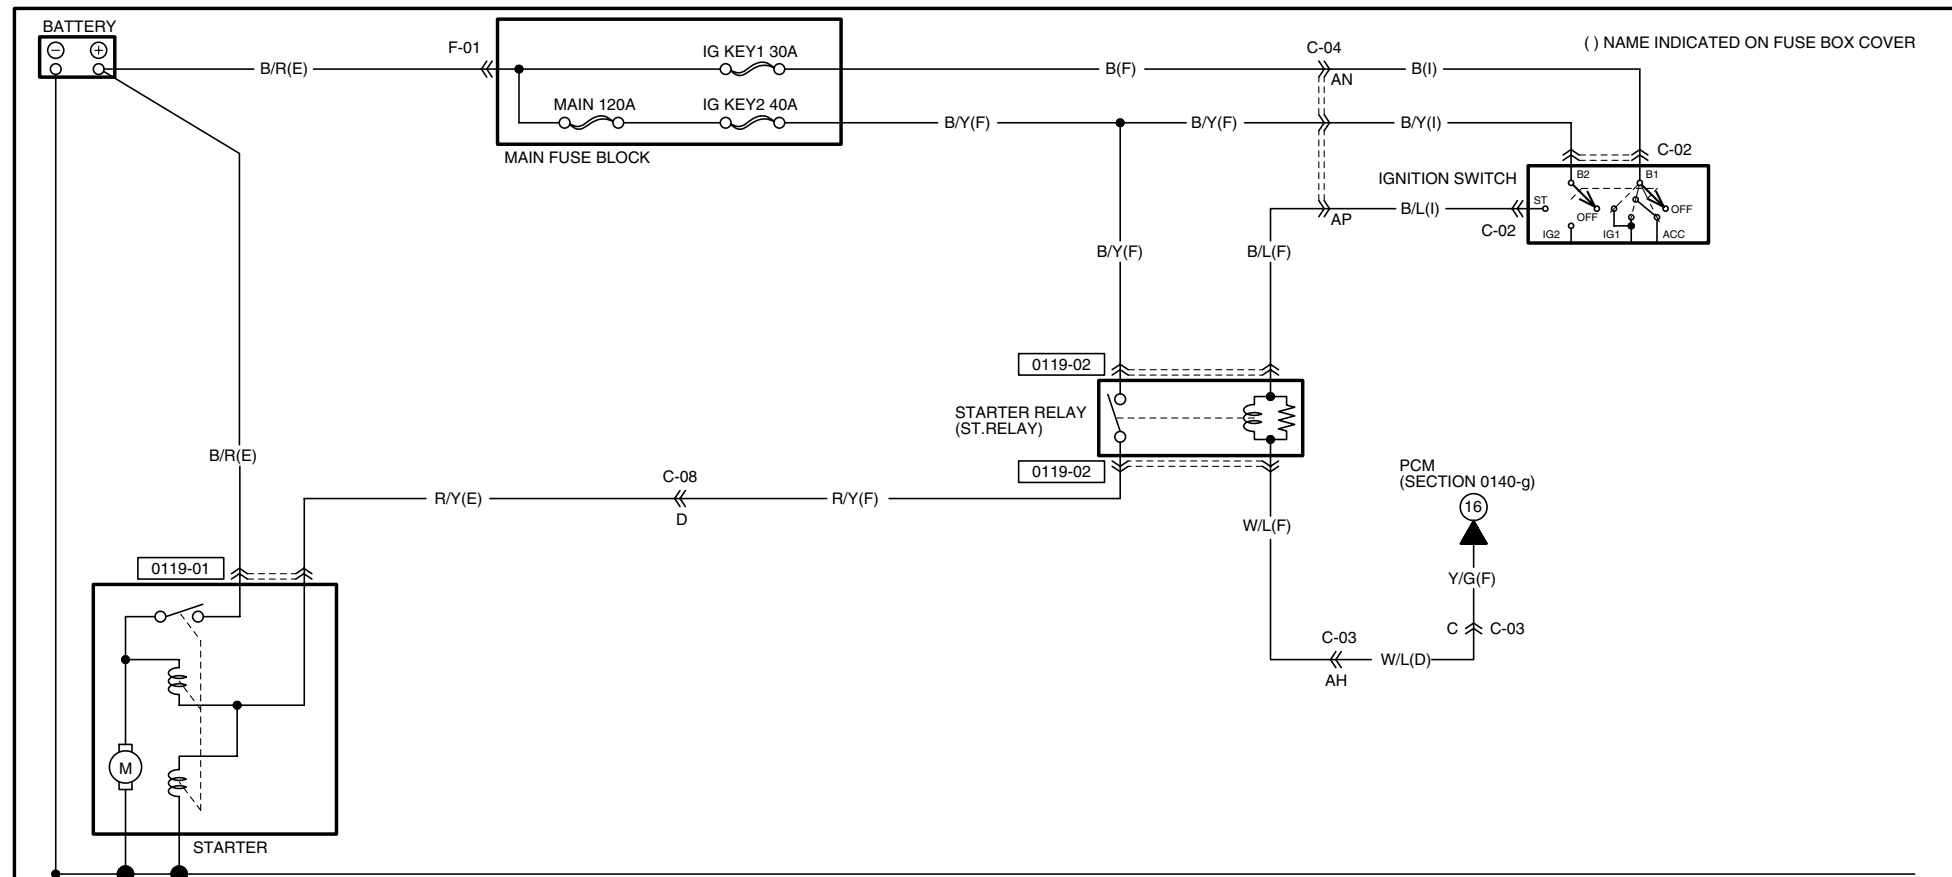 BATTERY
− +
B/R(E)
F-01
IG KEY1 30A
MAIN 120A
IG KEY2 40A
MAIN FUSE BLOCK
B(F)
C-04
AN
B(I)
( ) NAME INDICATED ON FUSE BOX COVER
B/Y(F)
B/Y(F)
B/Y(I)
C-02
IGNITION SWITCH
B2
B1
ST
OFF
OFF
IG2
IG1
ACC
AP
B/L(I)
C-02
B/Y(F)
B/L(F)
0119-02
STARTER RELAY
(ST.RELAY)
0119-02
B/R(E)
R/Y(E)
C-08
D
R/Y(F)
W/L(F)
PCM
(SECTION 0140-g)
16
Y/G(F)
C
C-03
C-03
AH
W/L(D)
0119-01
M
STARTER